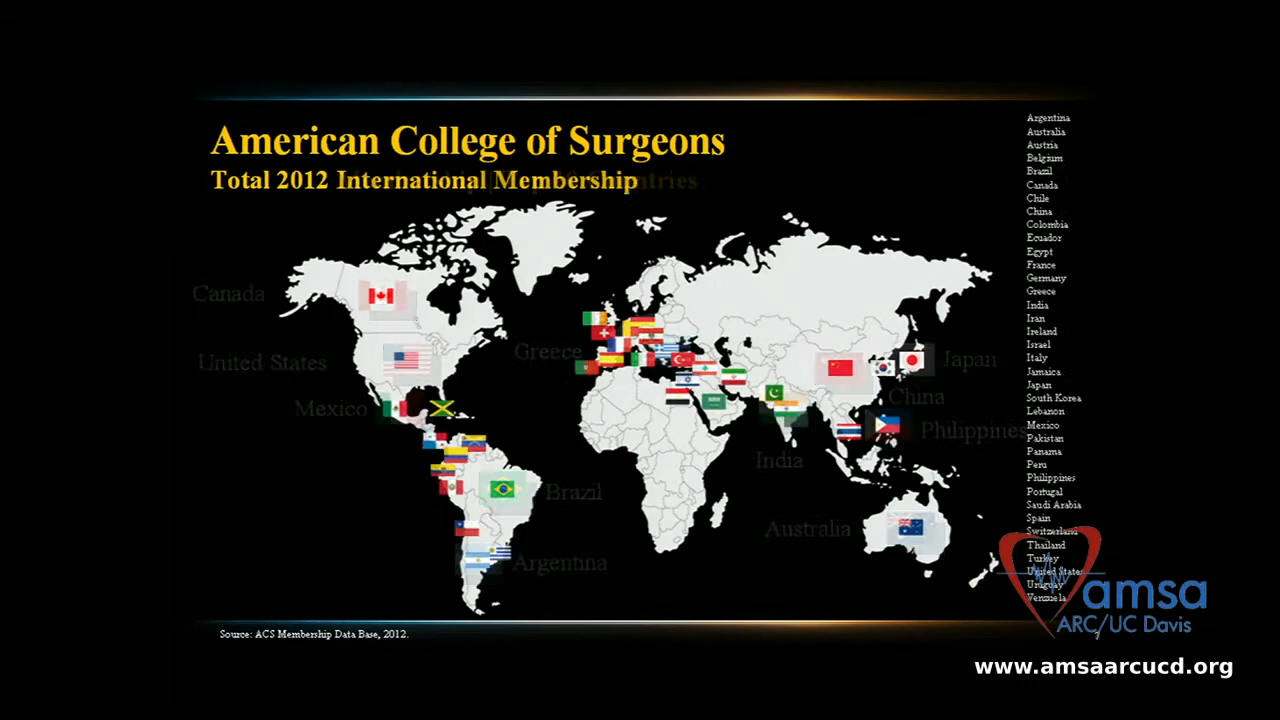 American College of Surgeons
Total 2012 International Membership
Canada
United States
Mexico
Greece
Brazil
Argentina
India
Australia
Japan
China
Philippines
Argentina
Australia
Austria
Belgium
Brazil
Canada
Chile
China
Colombia
Ecuador
Egypt
France
Germany
Greece
India
Iran
Ireland
Israel
Italy
Jamaica
Japan
South Korea
Lebanon
Mexico
Pakistan
Panama
Peru
Philippines
Portugal
Saudi Arabia
Spain
Switzerland
Thailand
Turkey
United States
Uruguay
Venzuela
amsa
ARC/UC Davis
Source: ACS Membership Data Base, 2012.
www.amsaarcucd.org